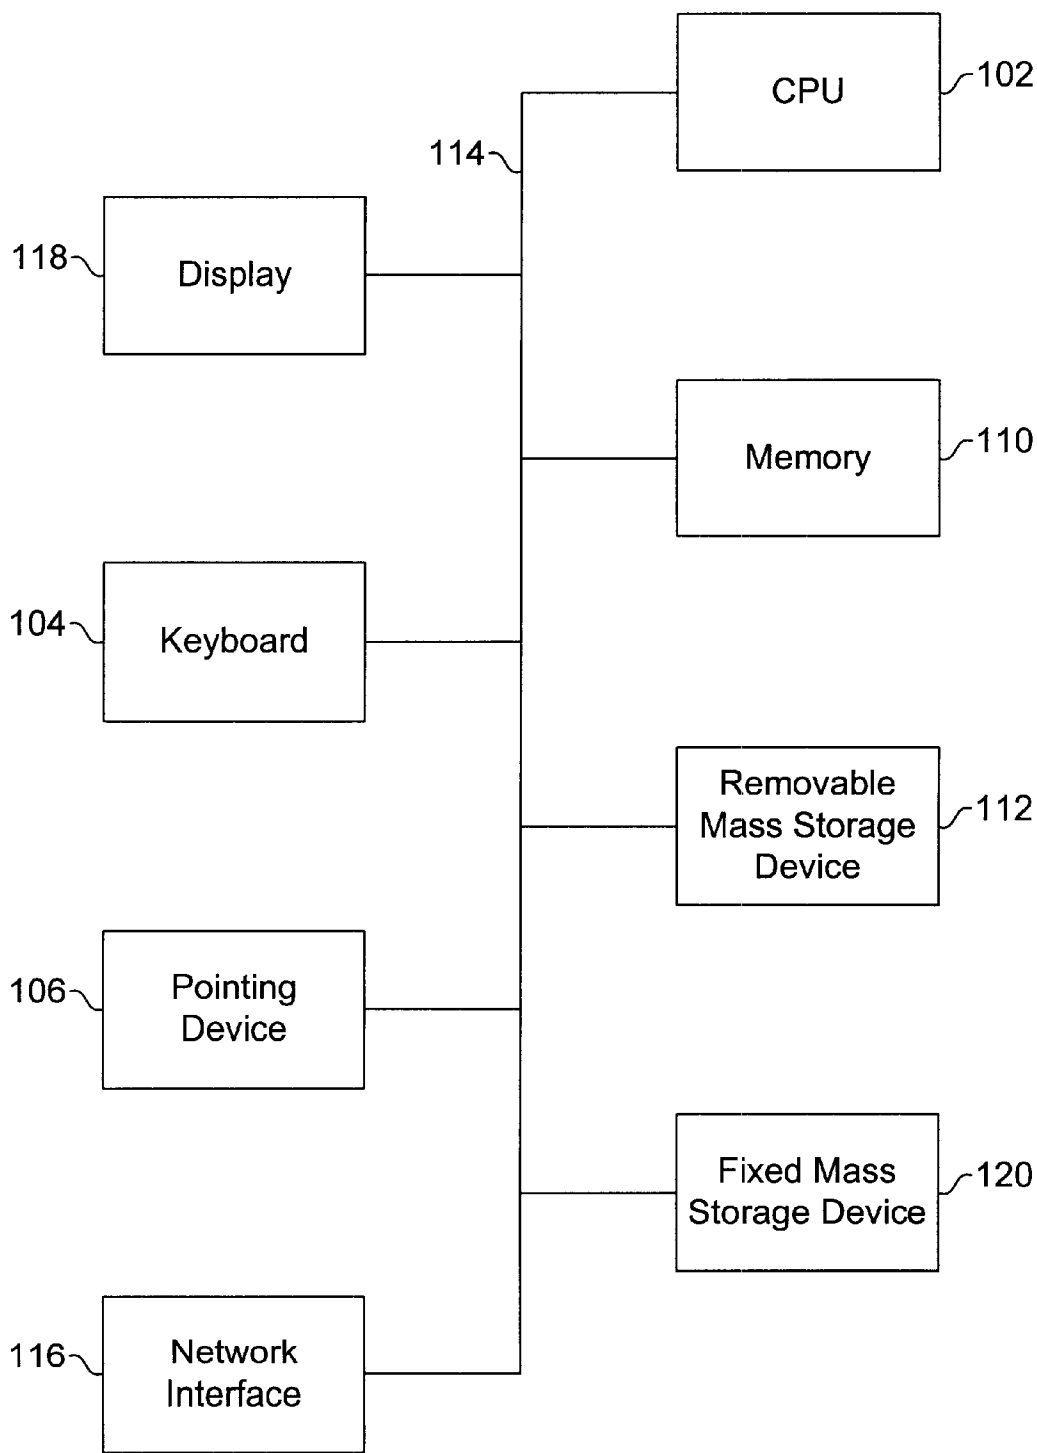 CPU
102
114
118
Display
Memory
110
104
Keyboard
Removable
Mass Storage
Device
112
106
Pointing
Device
Fixed Mass
Storage Device
120
116
Network
Interface